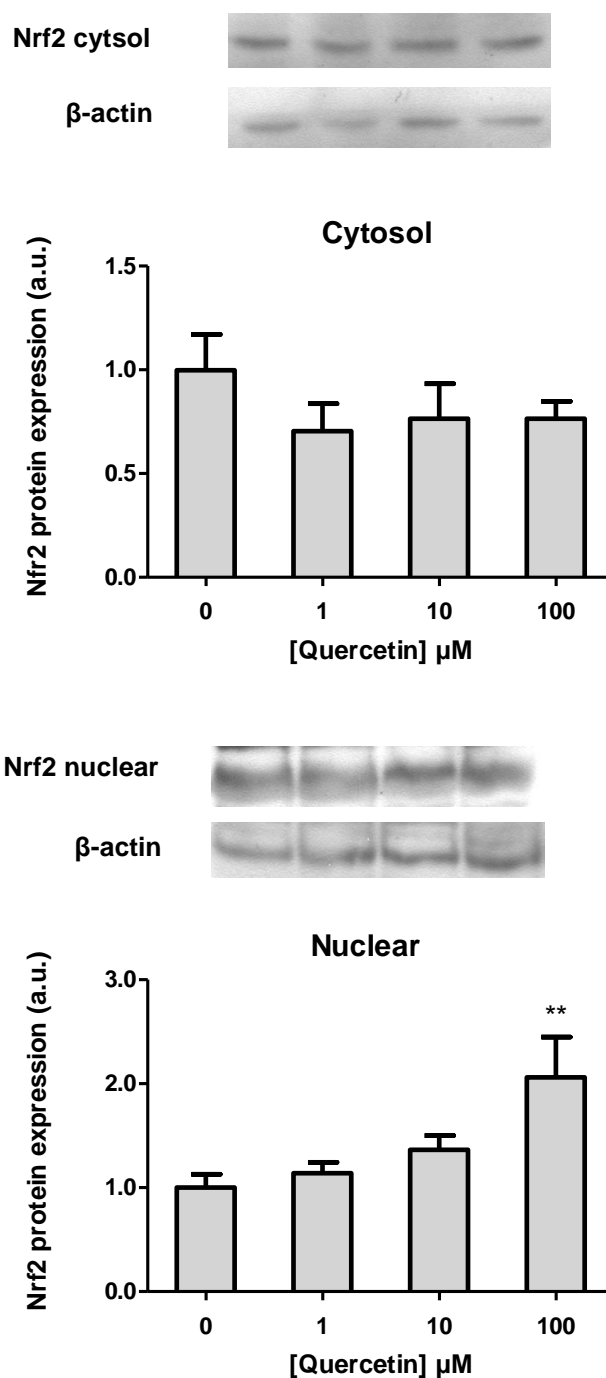 Nrf2 cytsol
β-actin
Cytosol
Nfr2 protein expression (a.u.)
1.5
1.0
0.5
0.0
0 1 10 100
[Quercetin] µM
Nrf2 nuclear
β-actin
Nuclear
Nrf2 protein expression (a.u.)
3.0
2.0
1.0
0.0
**
0 1 10 100
[Quercetin] µM